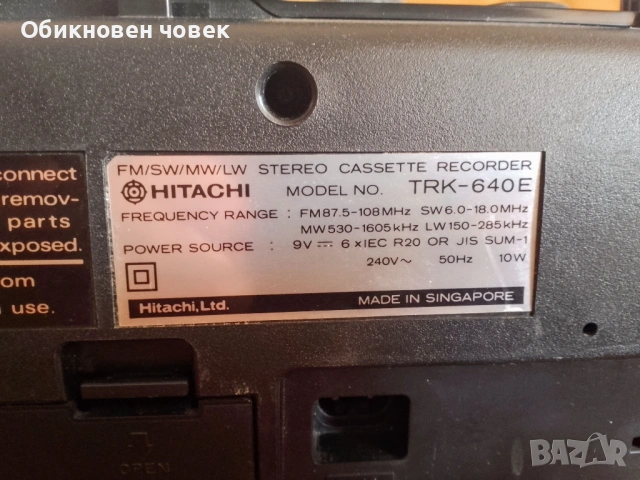 Обикновен човек
connect
remov-
parts
exposed.
om
use.
FM/SW/MW/LW STEREO CASSETTE RECORDER
HITACHI MODEL NO. TRK-640E
FREQUENCY RANGE : FM87.5-108MHz SW6.0-18.0MHz
MW530-1605kHz LW150-285kHz
POWER SOURCE : 9V⎓ 6×IEC R20 OR JIS SUM-1
240V~ 50Hz 10W
Hitachi,Ltd. MADE IN SINGAPORE
OPEN
BAZAR